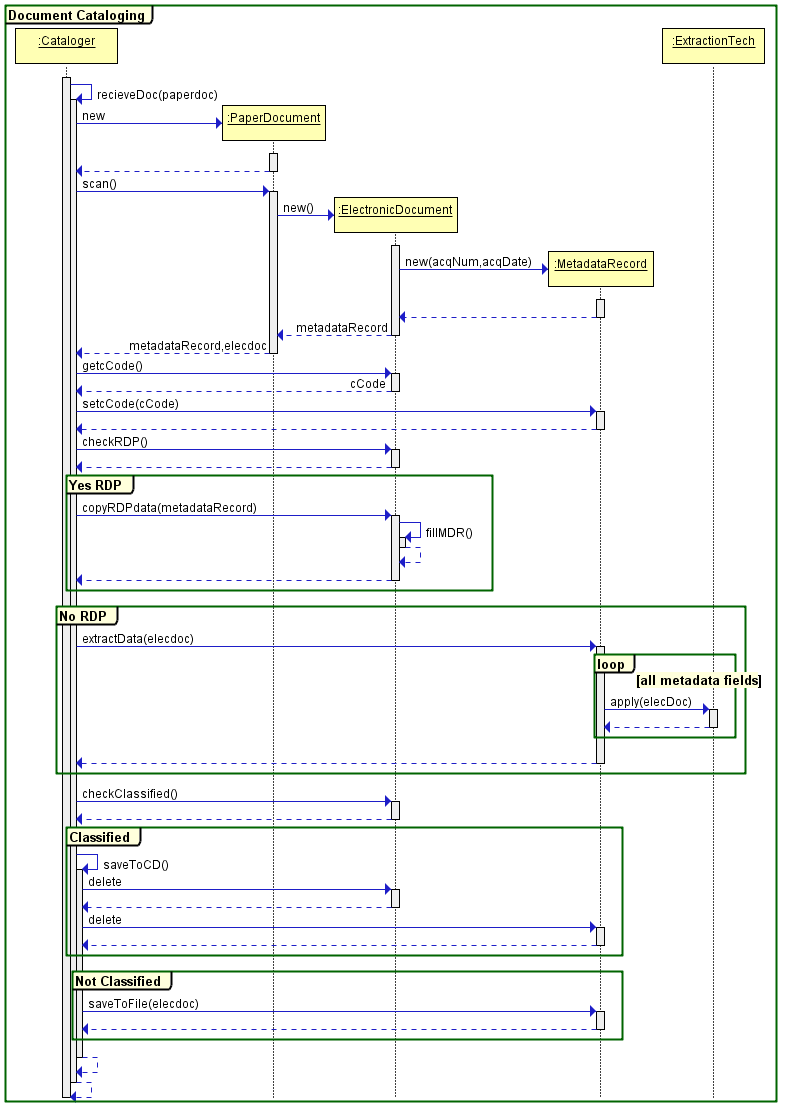 Document Cataloging
:Cataloger
:ExtractionTech
recieveDoc(paperdoc)
new
:PaperDocument
scan()
new()
:ElectronicDocument
new(acqNum,acqDate)
:MetadataRecord
metadataRecord
metadataRecord,elecdoc
getcCode()
cCode
setcCode(cCode)
checkRDP()
Yes RDP
copyRDPdata(metadataRecord)
fillMDR()
No RDP
extractData(elecdoc)
loop
[all metadata fields]
apply(elecDoc)
checkClassified()
Classified
saveToCD()
delete
delete
Not Classified
saveToFile(elecdoc)